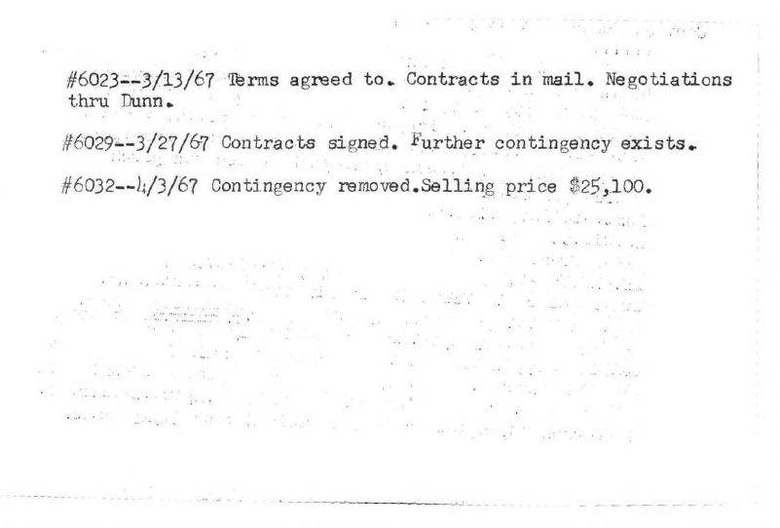 #6023--3/13/67 Terms agreed to. Contracts in mail. Negotiations
thru Dunn.
#6029--3/27/67 Contracts signed. Further contingency exists.
#6032--4/3/67 Contingency removed.Selling price $25,100.